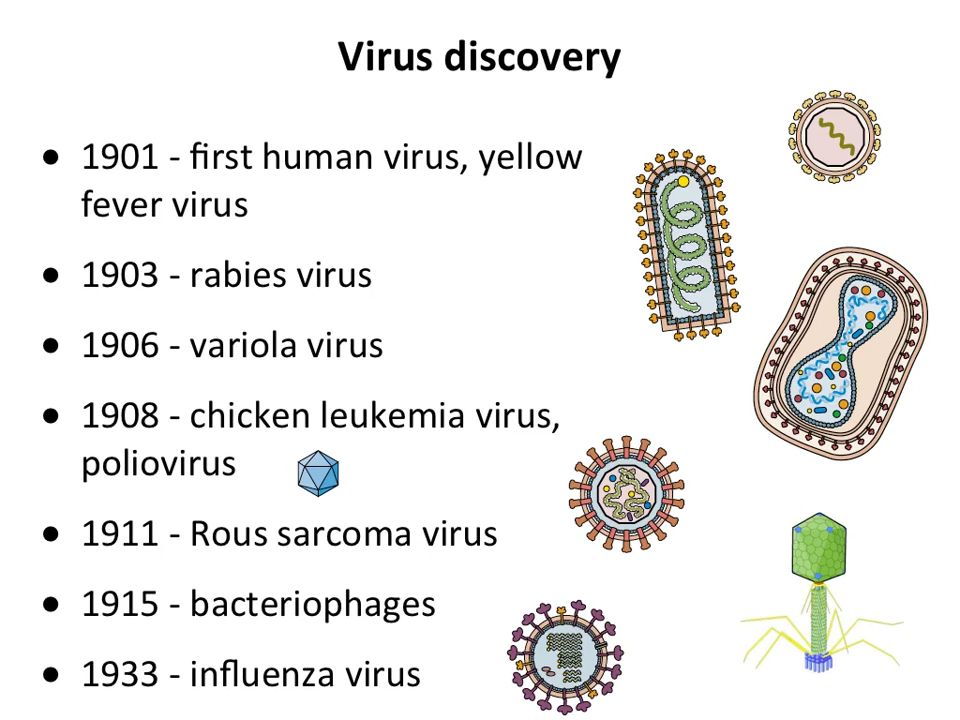 Virus discovery
• 1901 - first human virus, yellow
fever virus
• 1903 - rabies virus
• 1906 - variola virus
• 1908 - chicken leukemia virus,
poliovirus
• 1911 - Rous sarcoma virus
• 1915 - bacteriophages
• 1933 - influenza virus